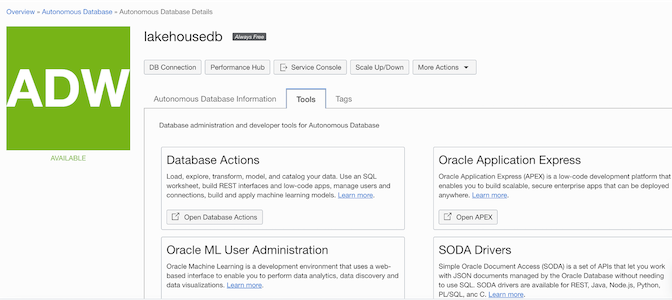 Overview » Autonomous Database » Autonomous Database Details
ADW
AVAILABLE
lakehousedb Always Free
DB Connection Performance Hub Service Console Scale Up/Down More Actions
Autonomous Database Information Tools Tags
Database administration and developer tools for Autonomous Database
Database Actions
Load, explore, transform, model, and catalog your data. Use an SQL
worksheet, build REST interfaces and low-code apps, manage users and
connections, build and apply machine learning models. Learn more.
Open Database Actions
Oracle Application Express
Oracle Application Express (APEX) is a low-code development platform that
enables you to build scalable, secure enterprise apps that can be deployed
anywhere. Learn more.
Open APEX
Oracle ML User Administration
Oracle Machine Learning is a development environment that uses a web-
based interface to enable you to perform data analytics, data discovery and
data visualizations. Learn more.
SODA Drivers
Simple Oracle Document Access (SODA) is a set of APIs that let you work
with JSON documents managed by the Oracle Database without needing
to use SQL. SODA drivers are available for REST, Java, Node.js, Python,
PL/SQL, anc C. Learn more.